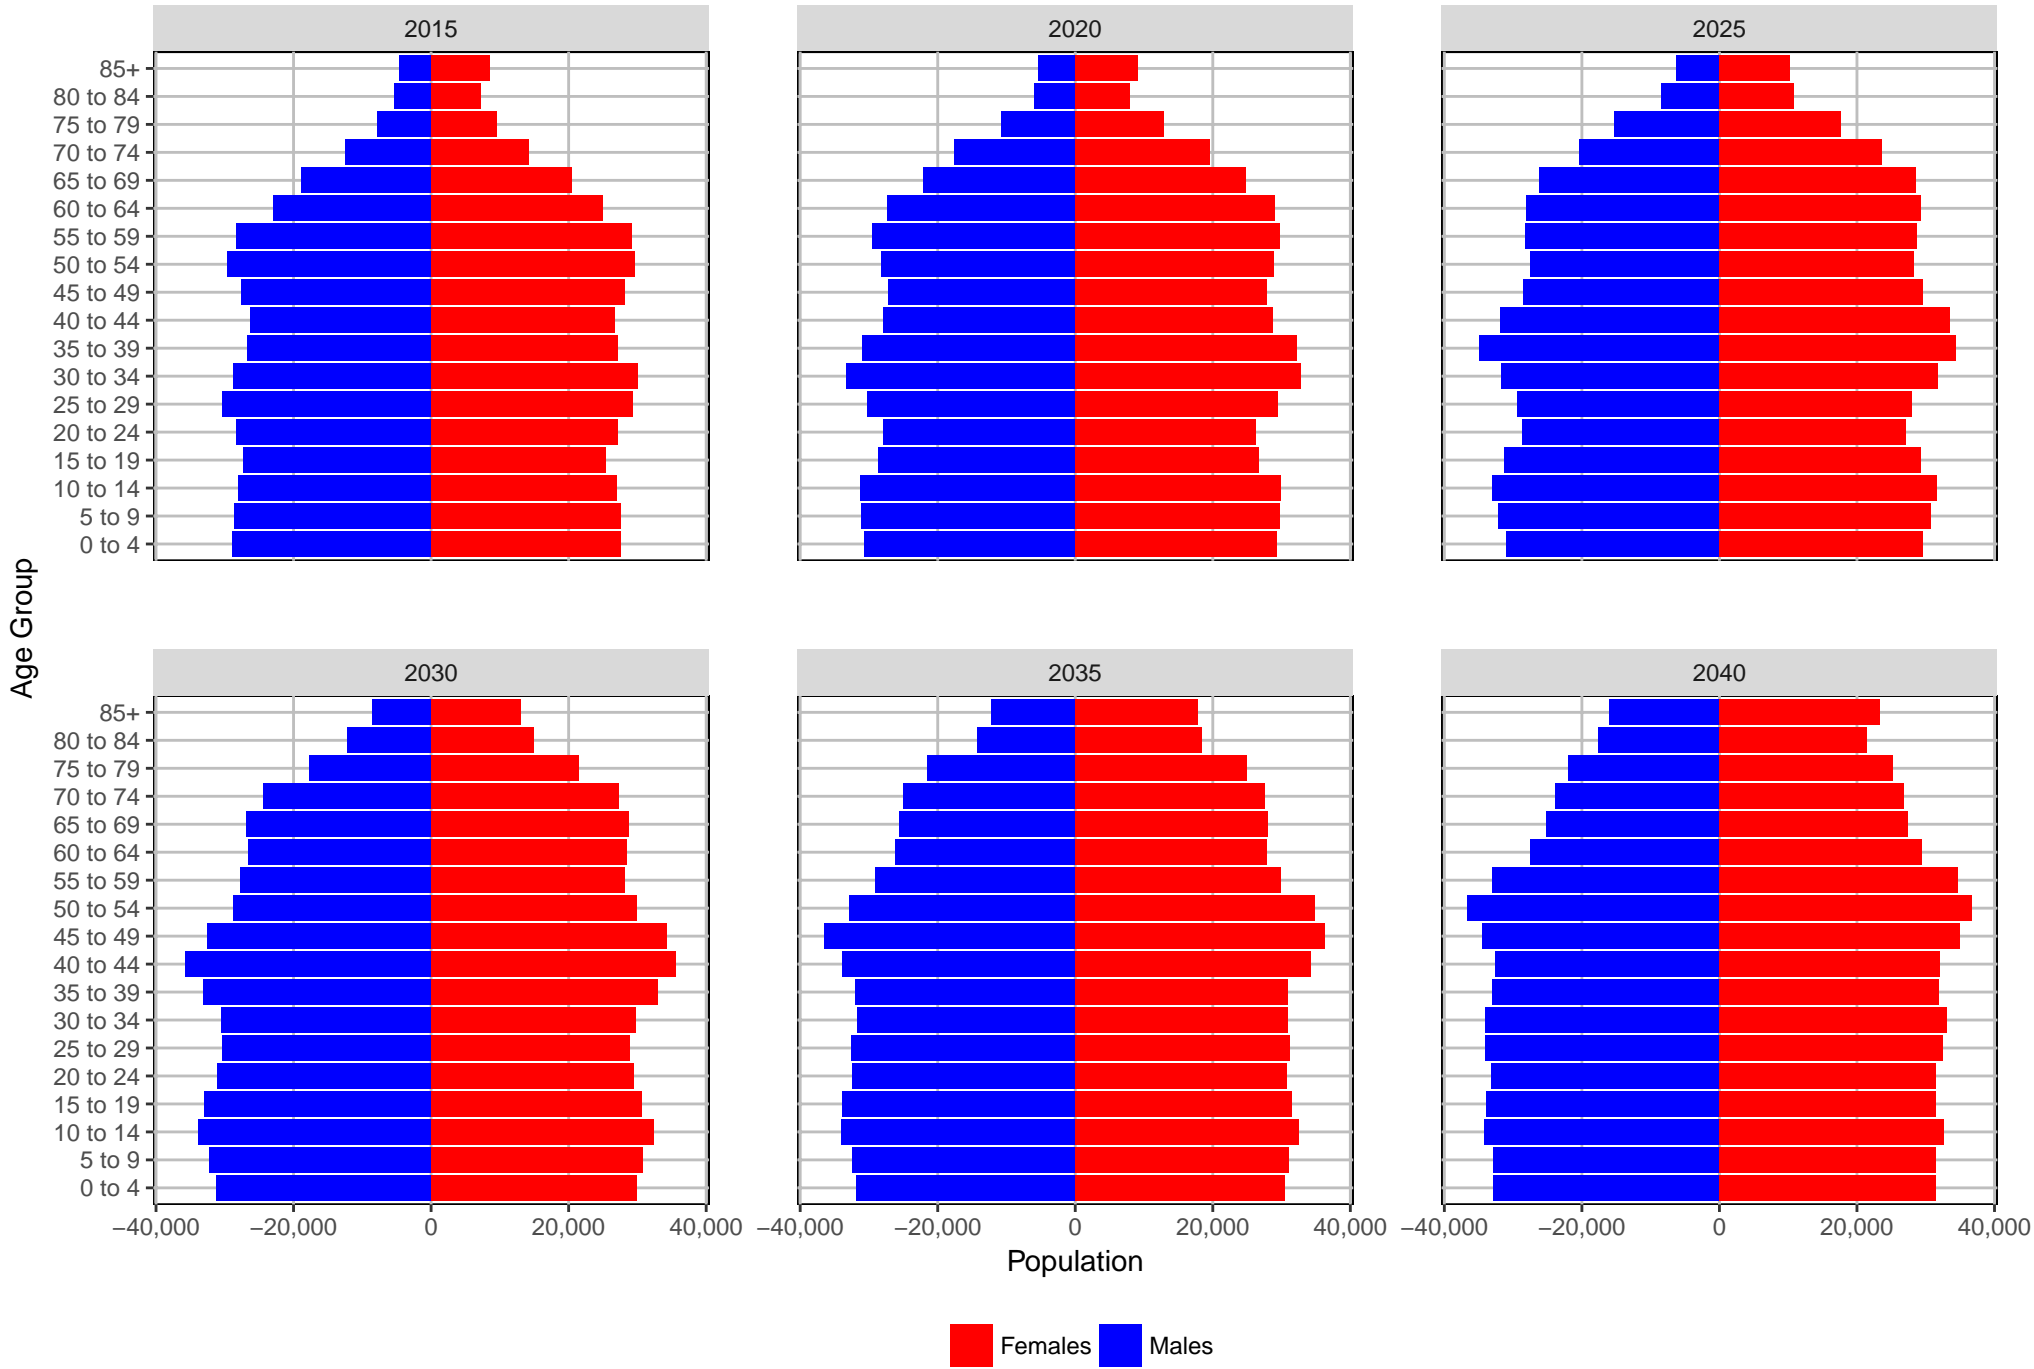 2015
2020
2025
85+
80 to 84
75 to 79
70 to 74
65 to 69
60 to 64
55 to 59
50 to 54
45 to 49
40 to 44
35 to 39
30 to 34
25 to 29
20 to 24
15 to 19
10 to 14
5 to 9
0 to 4
Age Group
2030
2035
2040
85+
80 to 84
75 to 79
70 to 74
65 to 69
60 to 64
55 to 59
50 to 54
45 to 49
40 to 44
35 to 39
30 to 34
25 to 29
20 to 24
15 to 19
10 to 14
5 to 9
0 to 4
−40,000 −20,000 0 20,000 40,000 −40,000 −20,000 0 20,000 40,000 −40,000 −20,000 0 20,000 40,000
Population
Females Males